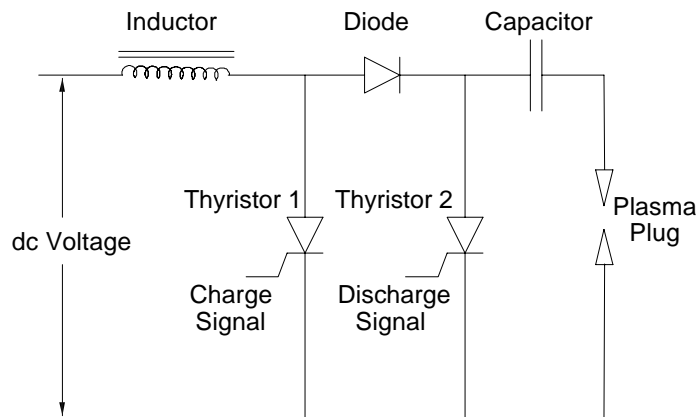 Inductor
Diode
Capacitor
Thyristor 1
Thyristor 2
Plasma
Plug
dc Voltage
Charge
Signal
Discharge
Signal